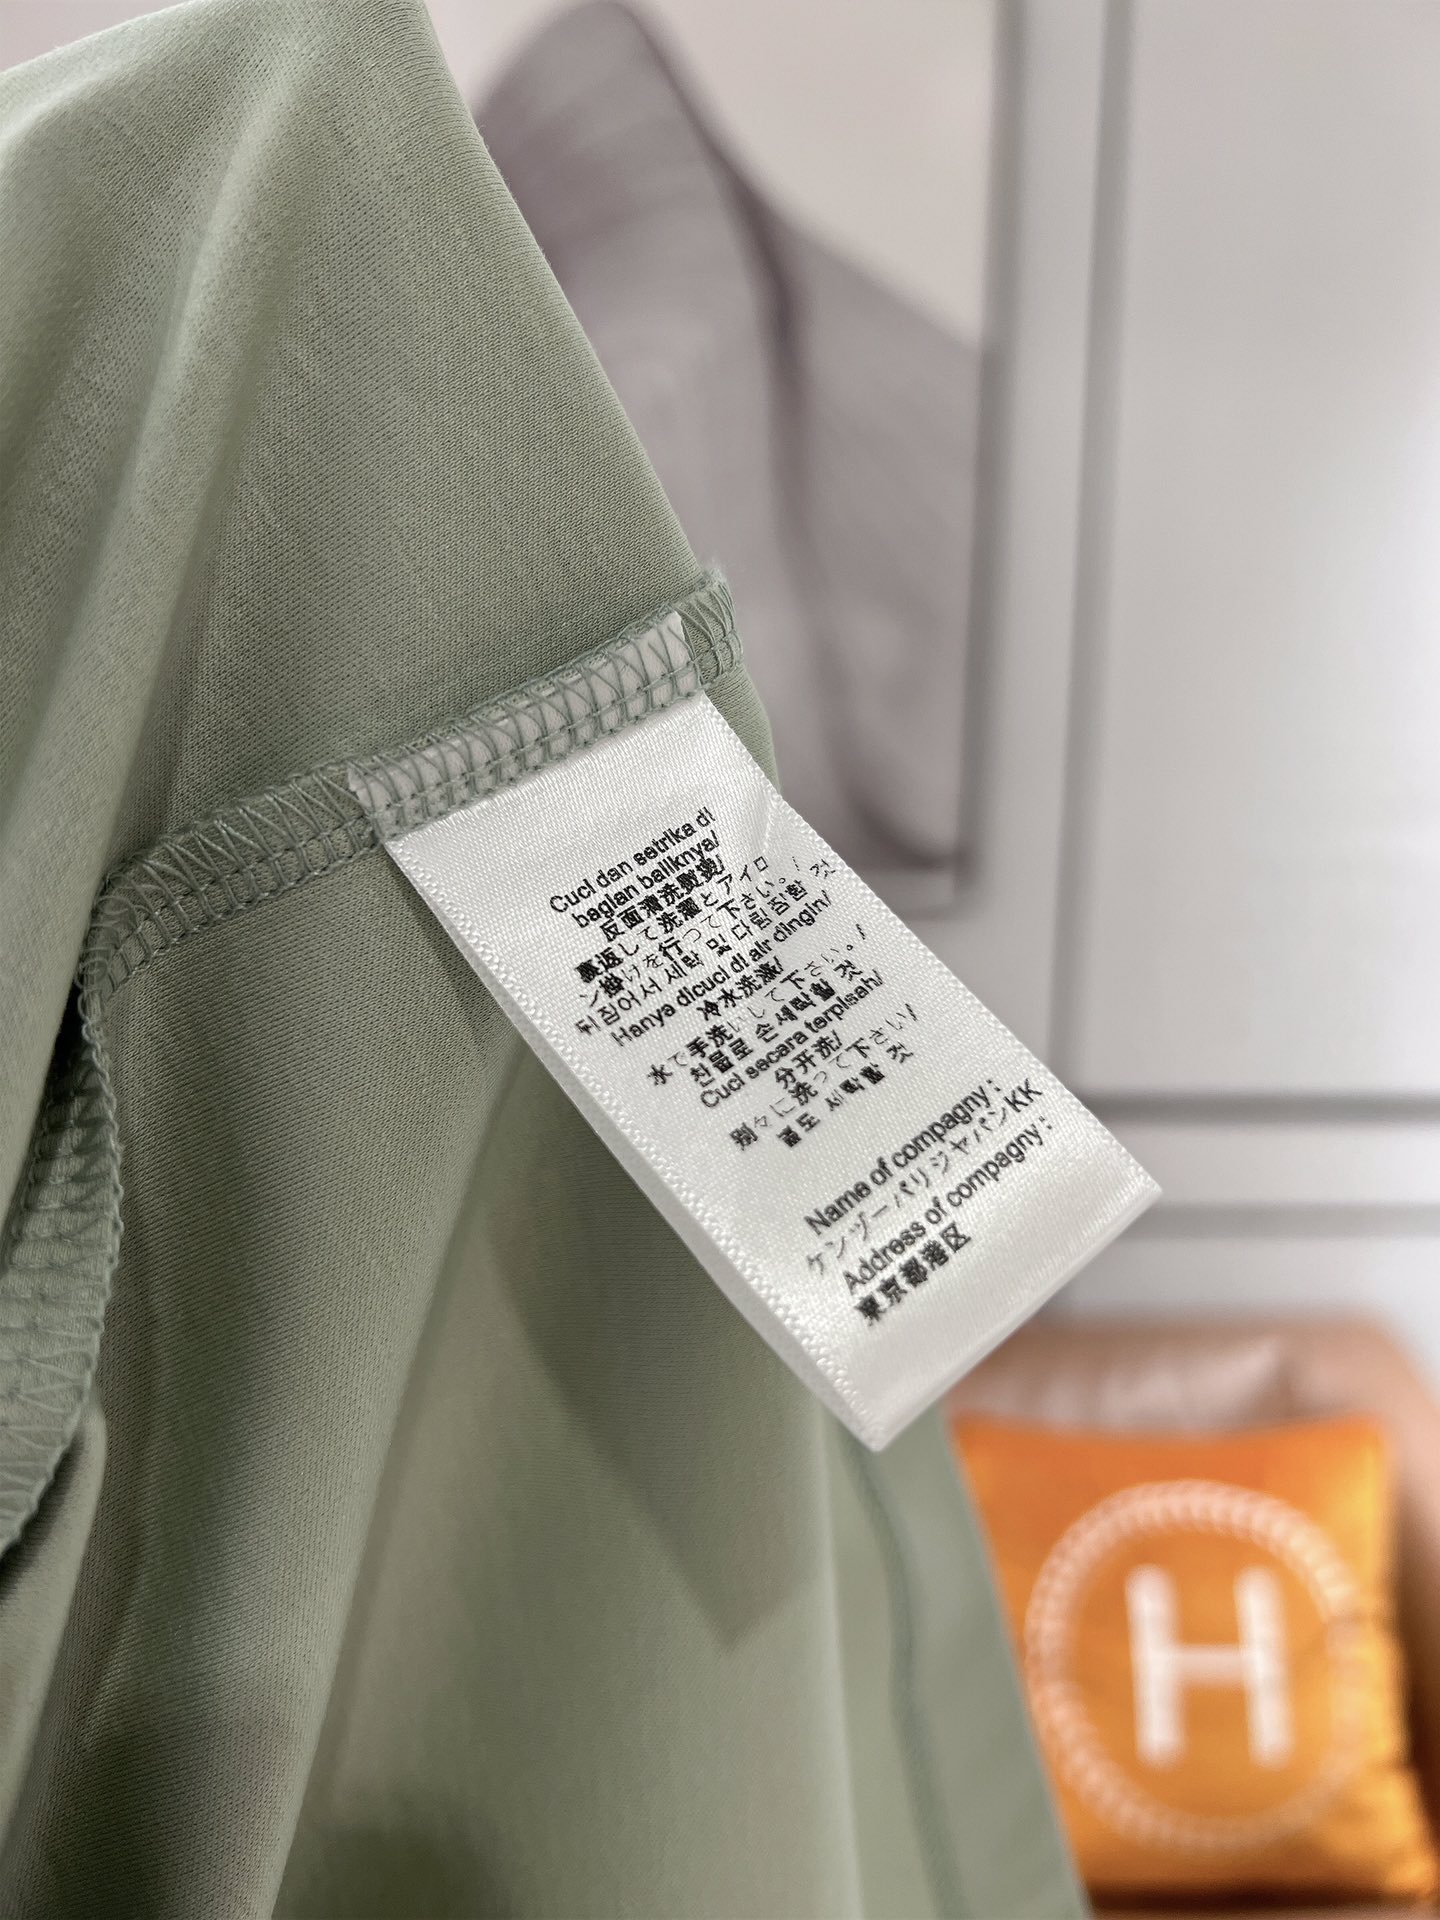 Cuci dan setrika di
bagian baliknya/
反面清洗熨烫/
裏返して洗濯とアイロ
ン掛けを行って下さい。/
뒤집어서 세탁 및 다림질할 것
Hanya dicuci di air dingin/
冷水洗涤/
水で手洗いして下さい。/
찬물로 손세탁할 것/
Cuci secara terpisah/
分开洗/
別々に洗って下さい/
별도 세탁할 것
Name of compagny :
ケンゾーパリジャパンKK
Address of compagny :
東京都港区
H